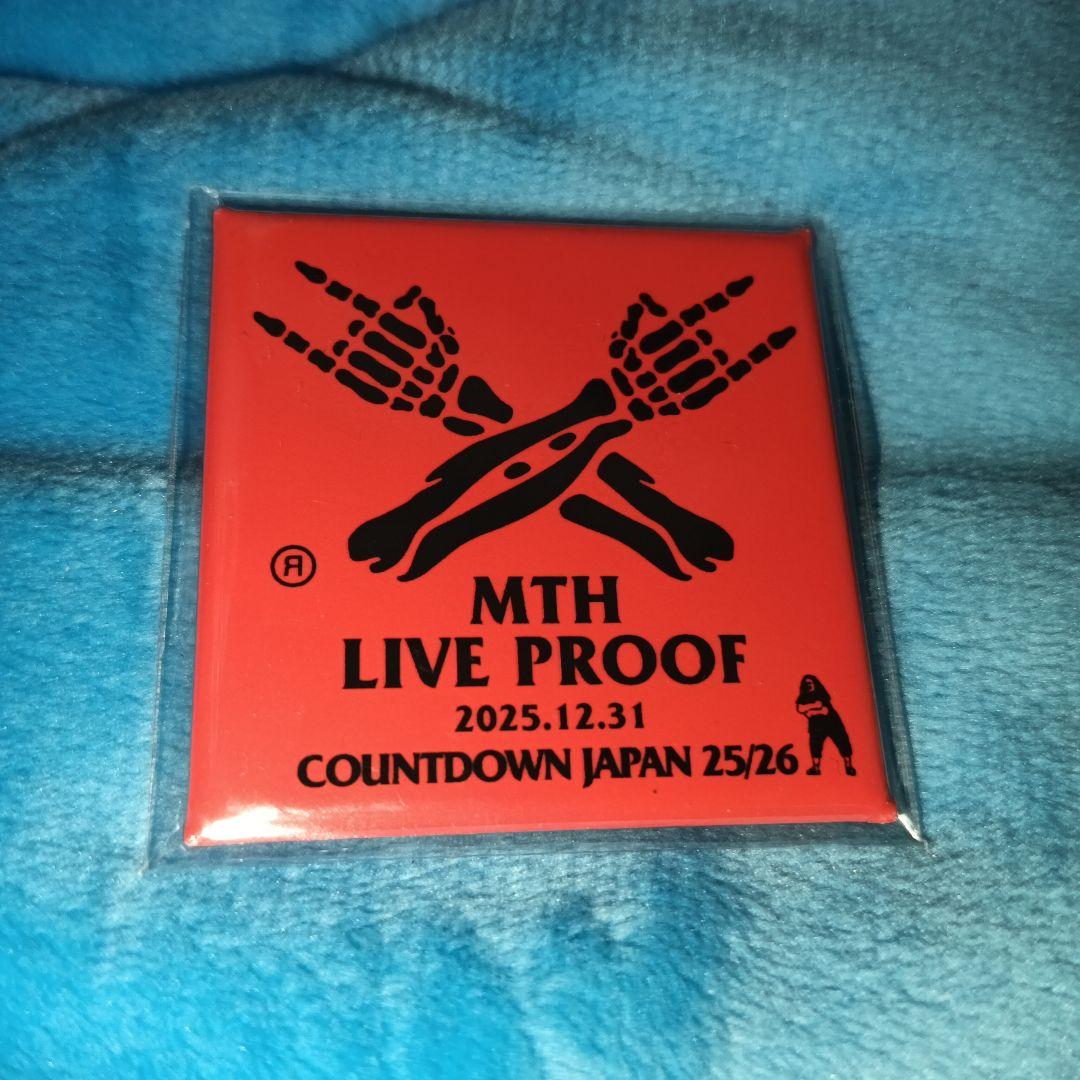 Я
MTH
LIVE PROOF
2025.12.31
COUNTDOWN JAPAN 25/26